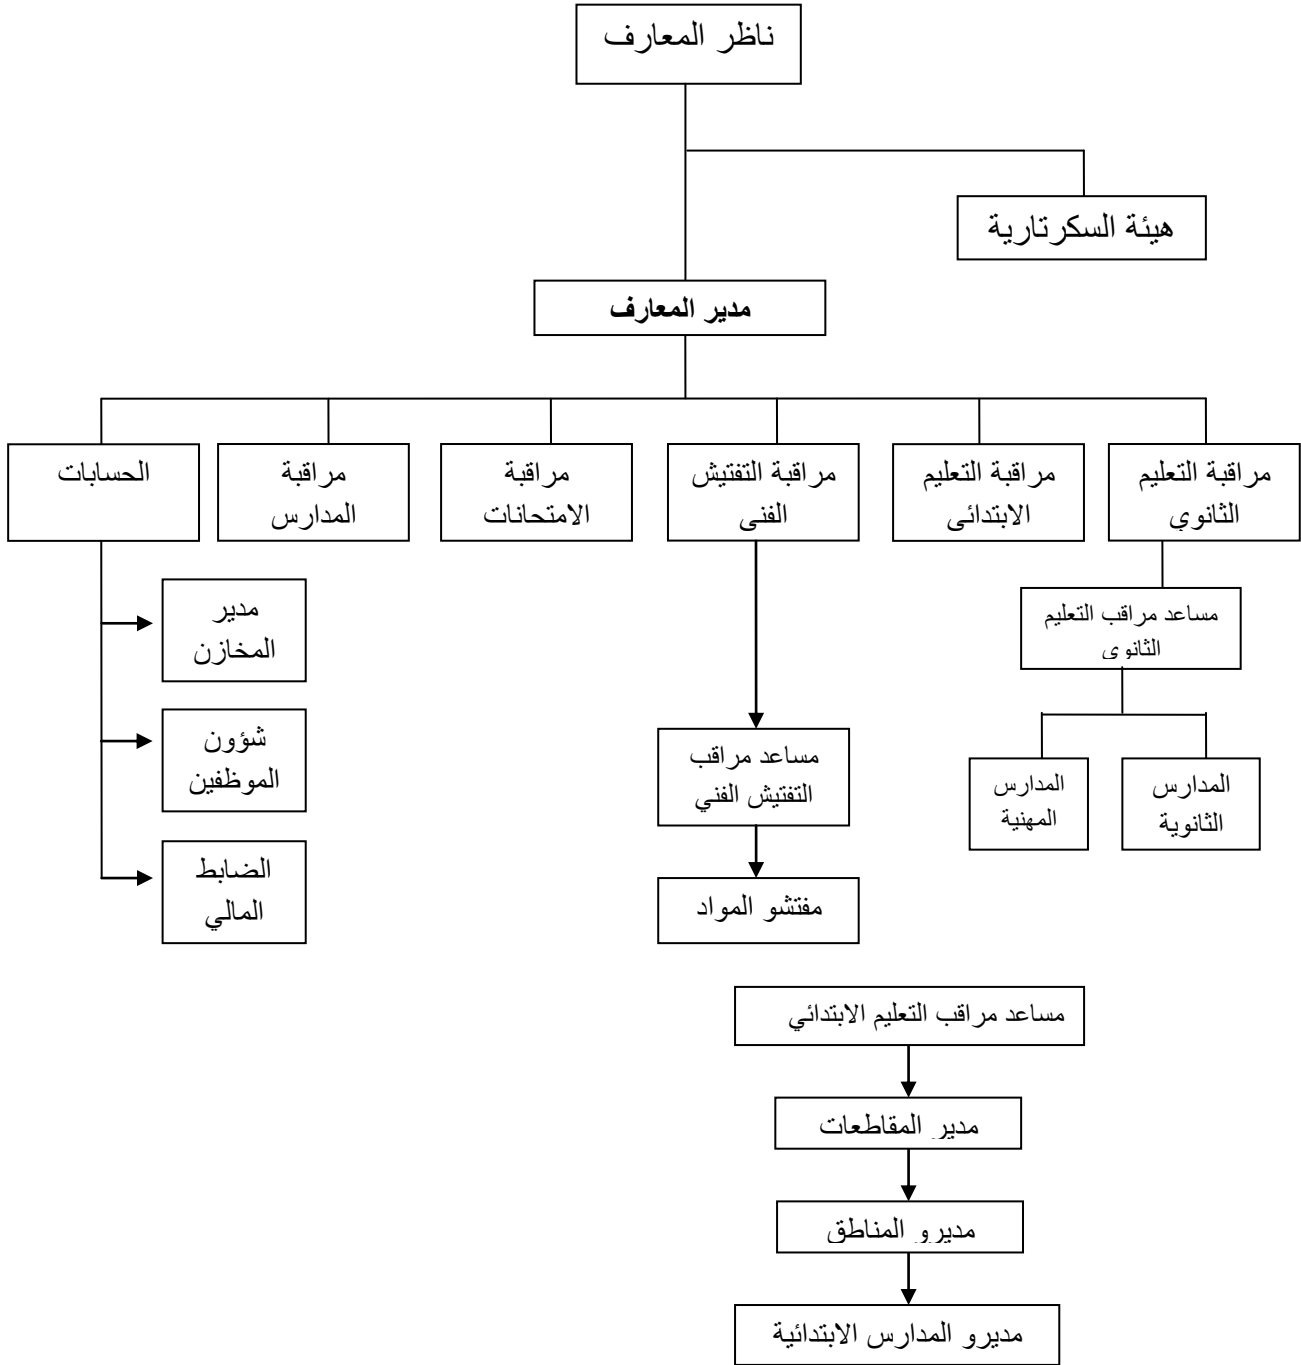 ناظر المعارف
هيئة السكرتارية
مدير المعارف
مراقبة التعليم
الثانوي
مراقبة التعليم
الابتدائى
مراقبة التفتيش
الفنى
مراقبة
الامتحانات
مراقبة
المدارس
الحسابات
مساعد مراقب التعليم
الثانوى
المدارس
الثانوية
المدارس
المهنية
مساعد مراقب
التفتيش الفني
مفتشو المواد
مدير
المخازن
شؤون
الموظفين
الضابط
المالي
مساعد مراقب التعليم الابتدائي
مدير المقاطعات
مديرو المناطق
مديرو المدارس الابتدائية